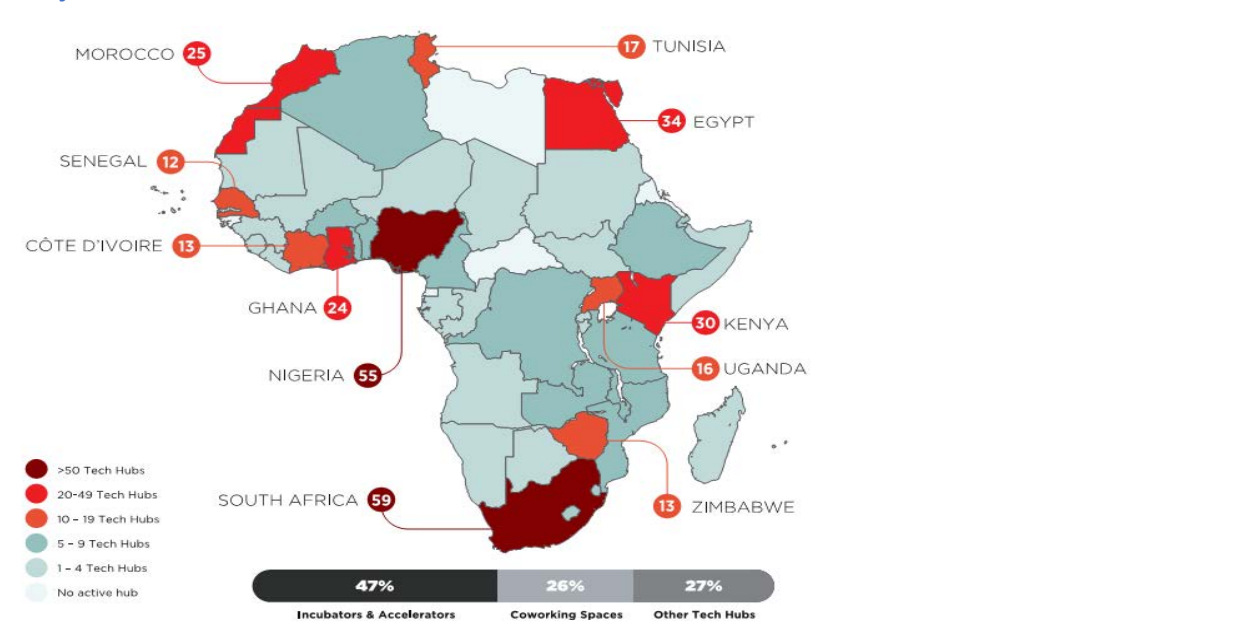 MOROCCO 25
17 TUNISIA
34 EGYPT
SENEGAL 12
CÔTE D'IVOIRE 13
GHANA 24
30 KENYA
NIGERIA 55
16 UGANDA
SOUTH AFRICA 59
13 ZIMBABWE
>50 Tech Hubs
20-49 Tech Hubs
10 – 19 Tech Hubs
5 – 9 Tech Hubs
1 – 4 Tech Hubs
No active hub
47% 26% 27%
Incubators & Accelerators Coworking Spaces Other Tech Hubs